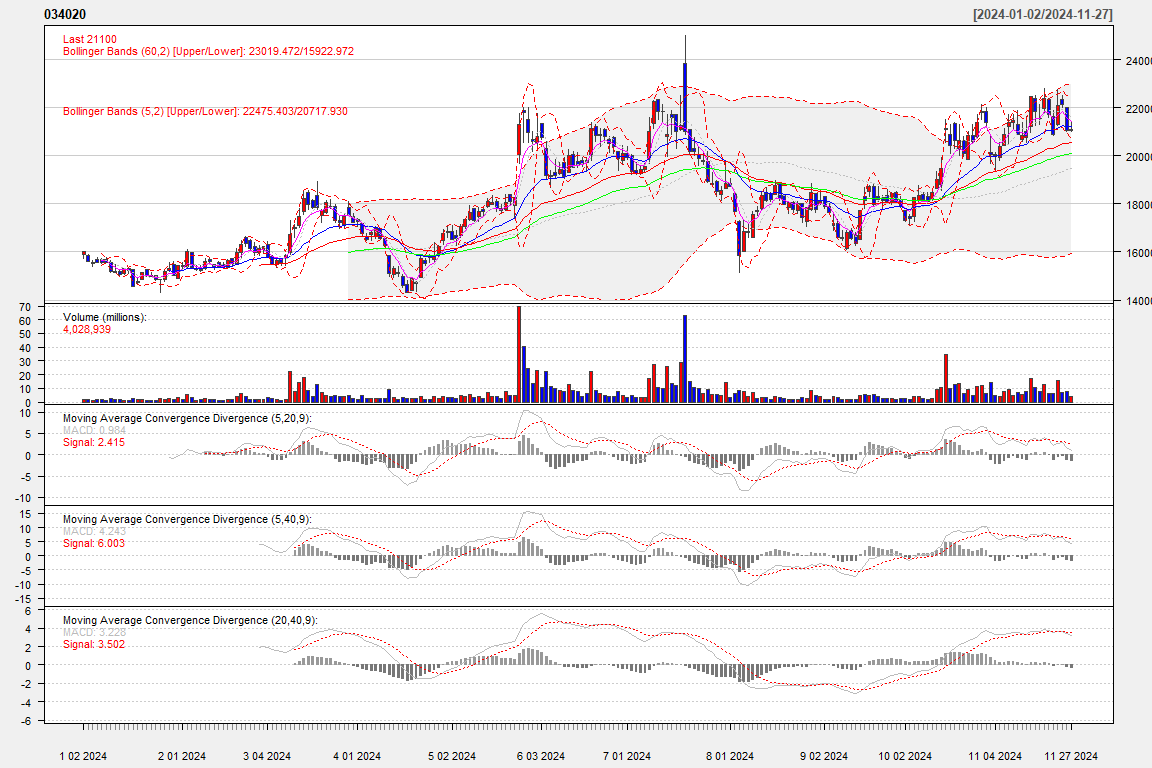 034020 [2024-01-02/2024-11-27]
Last 21100
Bollinger Bands (60,2) [Upper/Lower]: 23019.472/15922.972
Bollinger Bands (5,2) [Upper/Lower]: 22475.403/20717.930
24000
22000
20000
18000
16000
14000
Volume (millions):
4,028,939
70
60
50
40
30
20
10
0
Moving Average Convergence Divergence (5,20,9):
MACD: 0.984
Signal: 2.415
10
5
0
-5
-10
Moving Average Convergence Divergence (5,40,9):
MACD: 4.243
Signal: 6.003
15
10
5
0
-5
-10
-15
Moving Average Convergence Divergence (20,40,9):
MACD: 3.228
Signal: 3.502
6
4
2
0
-2
-4
-6
1 02 2024 2 01 2024 3 04 2024 4 01 2024 5 02 2024 6 03 2024 7 01 2024 8 01 2024 9 02 2024 10 02 2024 11 04 2024 11 27 2024